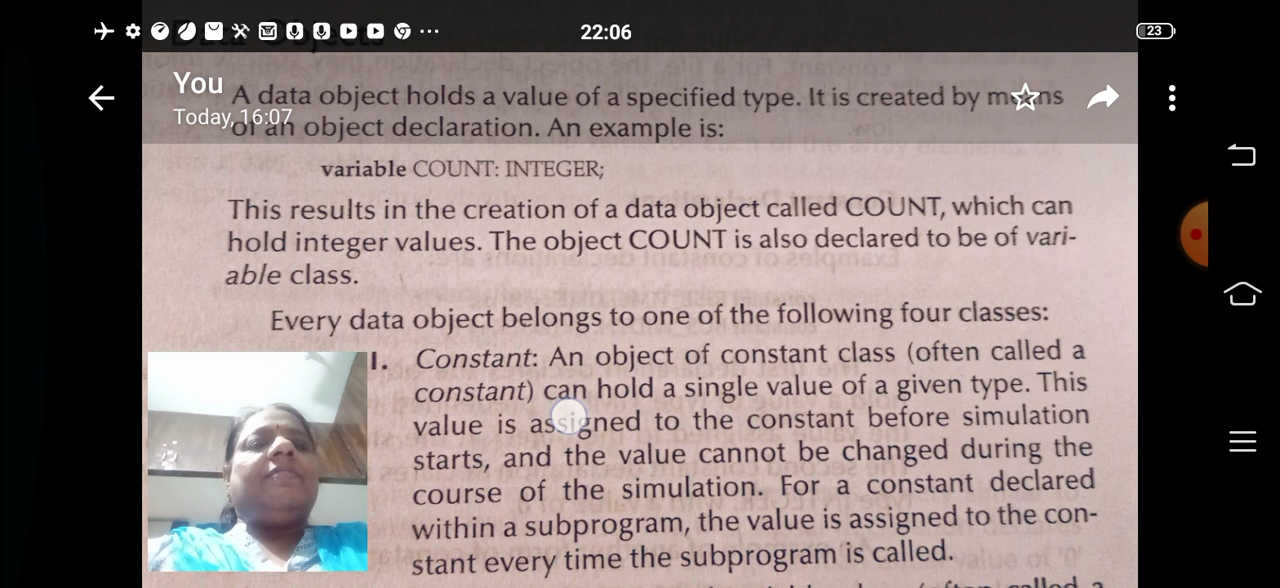 Data Objects
22:06
23
You
Today, 16:07
A data object holds a value of a specified type. It is created by means
of an object declaration. An example is:
variable COUNT: INTEGER;
This results in the creation of a data object called COUNT, which can
hold integer values. The object COUNT is also declared to be of vari-
able class.
Every data object belongs to one of the following four classes:
1. Constant: An object of constant class (often called a
constant) can hold a single value of a given type. This
value is assigned to the constant before simulation
starts, and the value cannot be changed during the
course of the simulation. For a constant declared
within a subprogram, the value is assigned to the con-
stant every time the subprogram is called.